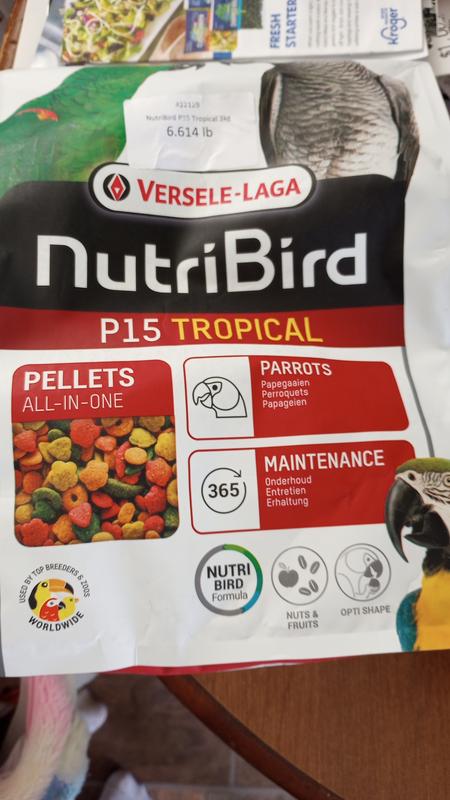 FRESH
STARTER
kroger
A22125
NutriBird P15 Tropical 3kg
6.614 lb
VERSELE-LAGA
NutriBird
P15 TROPICAL
PELLETS
ALL-IN-ONE
PARROTS
Papegaaien
Perroquets
Papageien
365
MAINTENANCE
Onderhoud
Entretien
Erhaltung
USED BY TOP BREEDERS & ZOOS
WORLDWIDE
NUTRI
BIRD
Formula
NUTS &
FRUITS
OPTI SHAPE